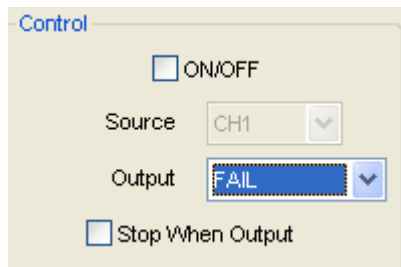 Control
ON/OFF
Source CH1
Output FAIL
Stop When Output